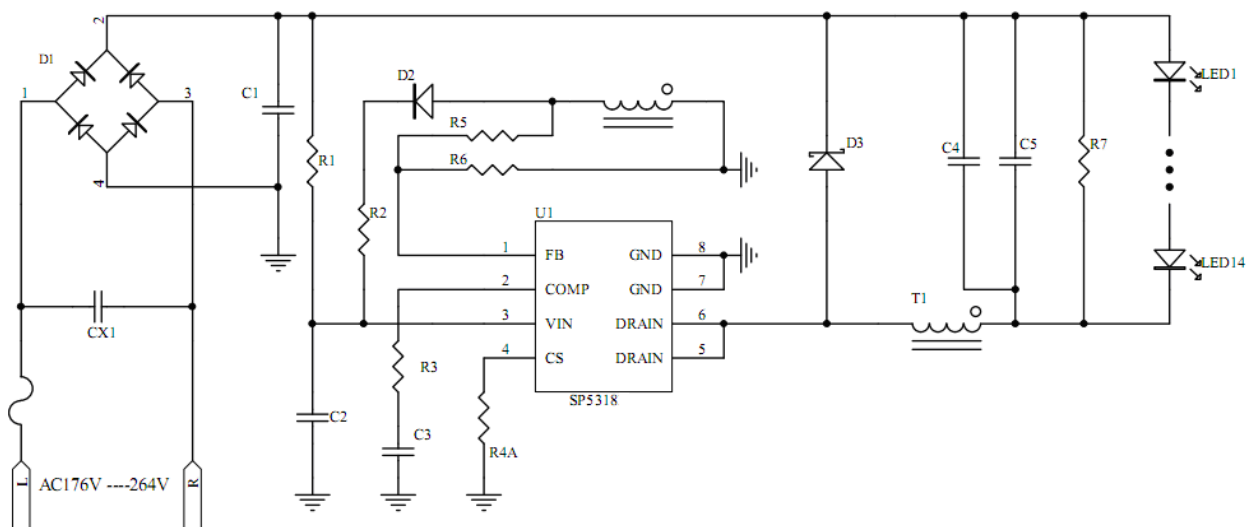 2
D1
1
3
4
C1
R1
D2
R5
R6
R2
D3
C4
C5
R7
LED1
LED14
U1
1 FB GND 8
2 COMP GND 7
3 VIN DRAIN 6
4 CS DRAIN 5
SP5318
T1
CX1
R3
C2
C3
R4A
L AC176V ----264V R